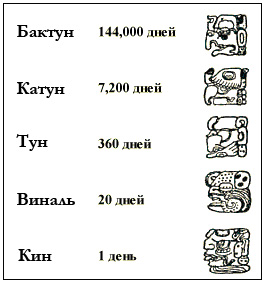 Бактун 144,000 дней
Катун 7,200 дней
Тун 360 дней
Виналь 20 дней
Кин 1 день